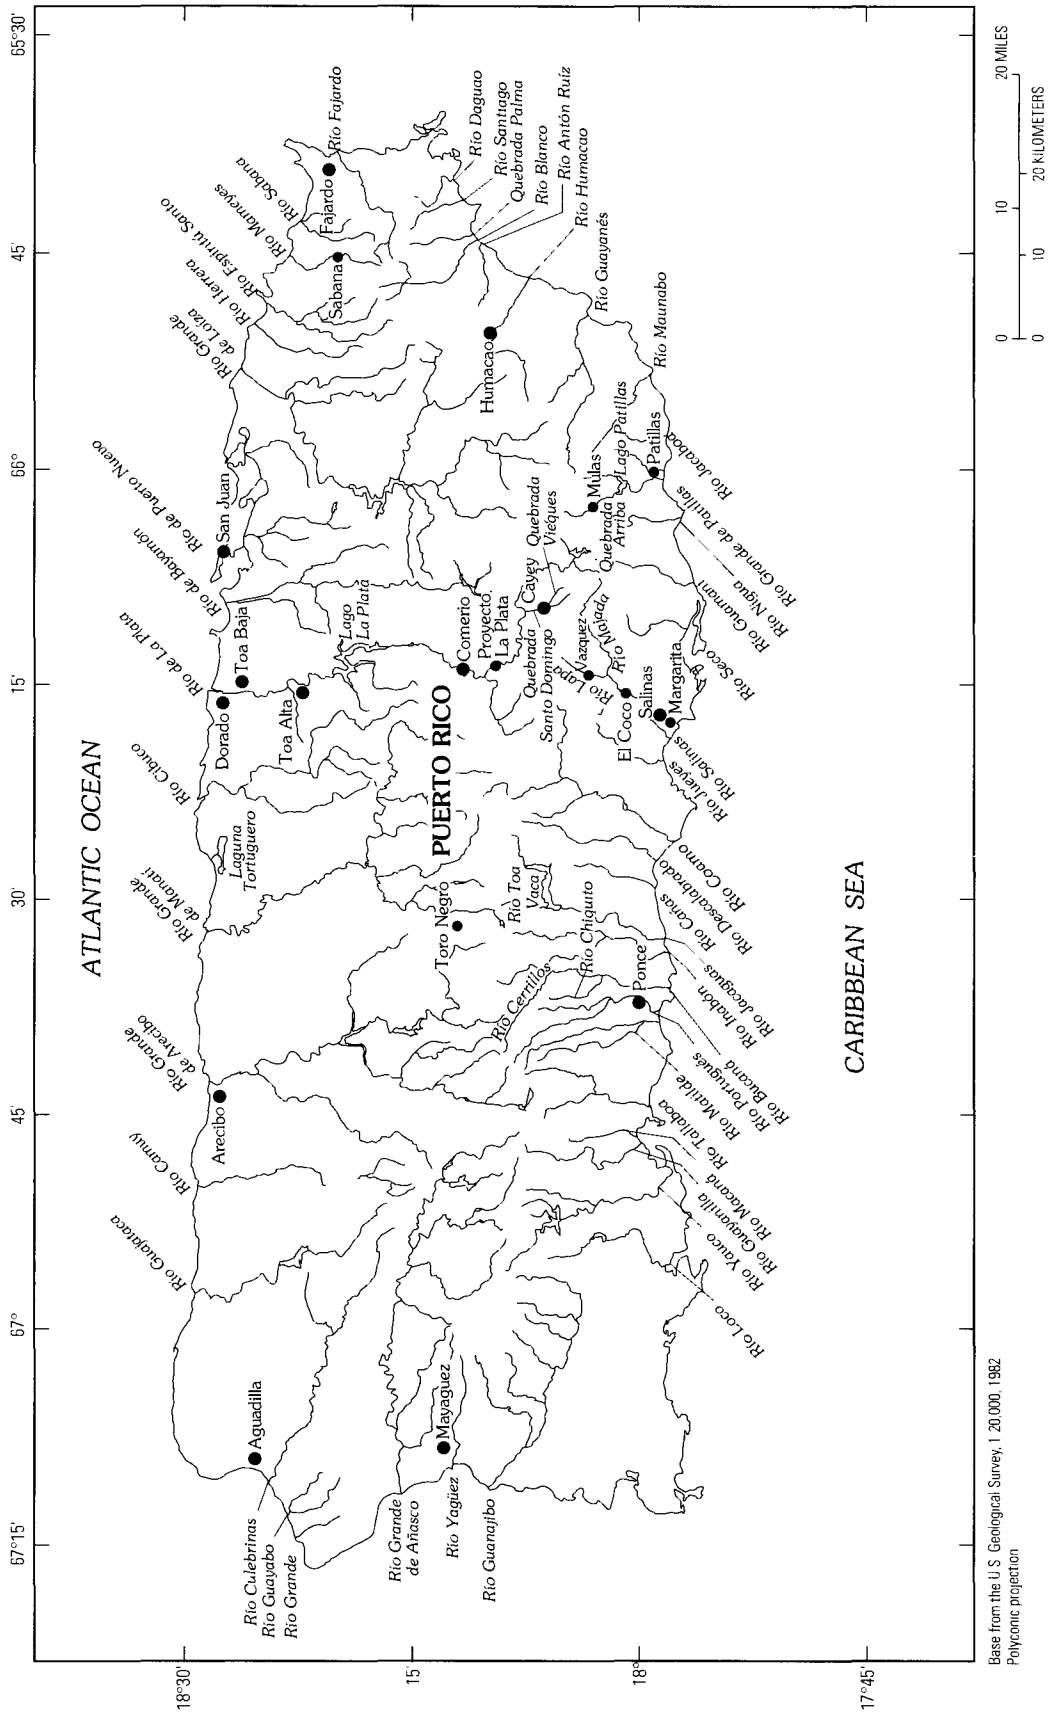 67°15'
67°
45'
30'
15'
66°
45'
65°30'
18°30'
15'
18°
17°45'
ATLANTIC OCEAN
Río Guajataca
Río Camuy
Río Grande
de Arecibo
Río Grande
de Manatí
Río Cibuco
Río de La Plata
Río de Bayamón
Río de Puerto Nuevo
Río Grande
de Loíza
Río Herrera
Río Espiritú Santo
Río Mameyes
Río Sabana
Aguadilla
Arecibo
Laguna
Tortuguero
Dorado
Toa Baja
San Juan
Toa Alta
Lago
La Plata
Fajardo
Río Fajardo
Sabana
Río Culebrinas
Río Guayabo
Río Grande
Río Grande
de Añasco
Mayaguez
Río Yagüez
Río Guanajibo
PUERTO RICO
Toro Negro
Río Toa
Vaca
Río Cerrillos
Río Chiquito
Ponce
Comerio
Proyecto
La Plata
Cayey
Quebrada
Vieques
Quebrada
Santo Domingo
Vazquez
Río Lapa
Río Majada
El Coco
Salinas
Margarita
Mulas
Quebrada
Arriba
Lago Patillas
Patillas
Humacao
Río Daguao
Río Santiago
Quebrada Palma
Río Blanco
Río Antón Ruíz
Río Humacao
Río Guayanés
Río Maunabo
Río Jacaboa
Río Grande de Patillas
Río Nigua
Río Guamaní
Río Seco
Río Salinas
Río Jueyes
Río Coamo
Río Descalabrado
Río Cañas
Río Jacaguas
Río Inabón
Río Bucaná
Río Portugués
Río Matilde
Río Tallaboa
Río Macaná
Río Guayanilla
Río Yauco
Río Loco
CARIBBEAN SEA
Base from the U S Geological Survey, 1 20,000, 1982
Polyconic projection
0 10 20 MILES
0 10 20 KILOMETERS